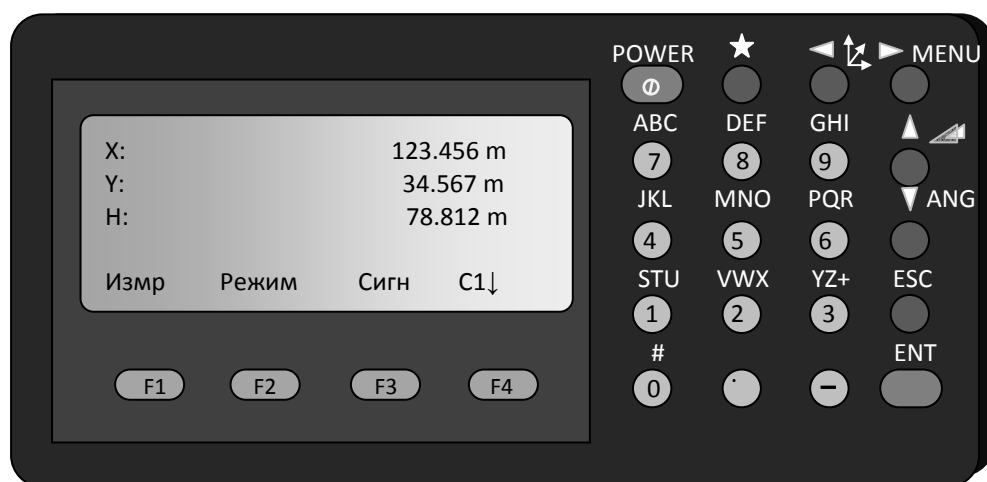 POWER ★ MENU
X: 123.456 m
Y: 34.567 m
H: 78.812 m
Измр Режим Сигн C1↓
F1 F2 F3 F4
ABC DEF GHI
7 8 9
JKL MNO PQR ANG
4 5 6
STU VWX YZ+ ESC
1 2 3
# ENT
0 . −